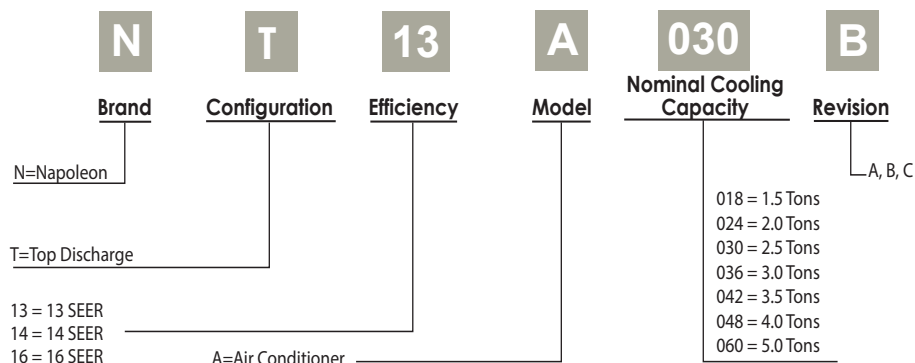 N T 13 A 030 B
Brand Configuration Efficiency Model Nominal Cooling Capacity Revision
N=Napoleon
A, B, C
T=Top Discharge
13 = 13 SEER
14 = 14 SEER
16 = 16 SEER
A=Air Conditioner
018 = 1.5 Tons
024 = 2.0 Tons
030 = 2.5 Tons
036 = 3.0 Tons
042 = 3.5 Tons
048 = 4.0 Tons
060 = 5.0 Tons